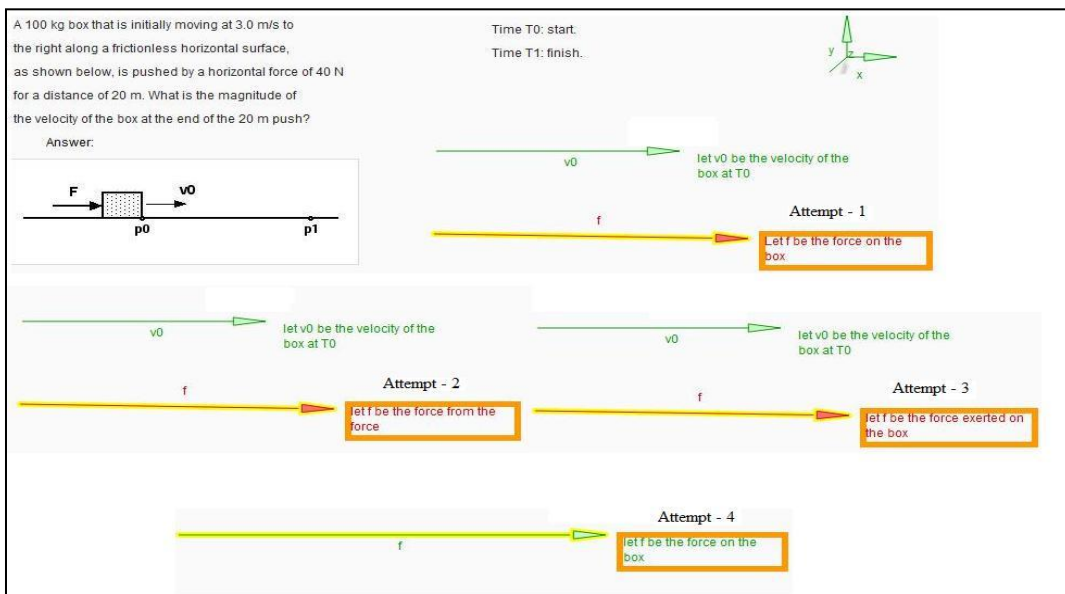 A 100 kg box that is initially moving at 3.0 m/s to
the right along a frictionless horizontal surface,
as shown below, is pushed by a horizontal force of 40 N
for a distance of 20 m. What is the magnitude of
the velocity of the box at the end of the 20 m push?
Answer:
F
v0
p0
p1
Time T0: start.
Time T1: finish.
y
z
x
v0
let v0 be the velocity of the
box at T0
f
Attempt - 1
Let f be the force on the
box
v0
let v0 be the velocity of the
box at T0
f
Attempt - 2
let f be the force from the
force
v0
let v0 be the velocity of the
box at T0
f
Attempt - 3
let f be the force exerted on
the box
f
Attempt - 4
let f be the force on the
box